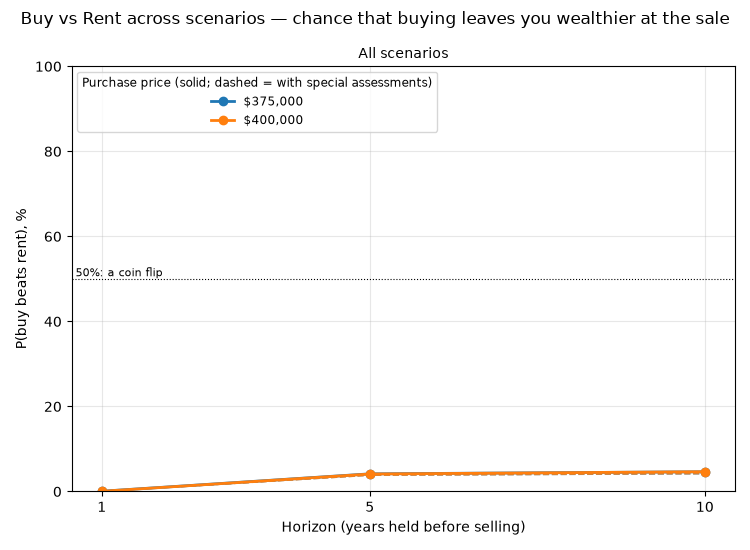 Buy vs Rent across scenarios — chance that buying leaves you wealthier at the sale
All scenarios
Purchase price (solid; dashed = with special assessments)
$375,000
$400,000
100
80
60
40
20
0
50%: a coin flip
P(buy beats rent), %
1
5
10
Horizon (years held before selling)